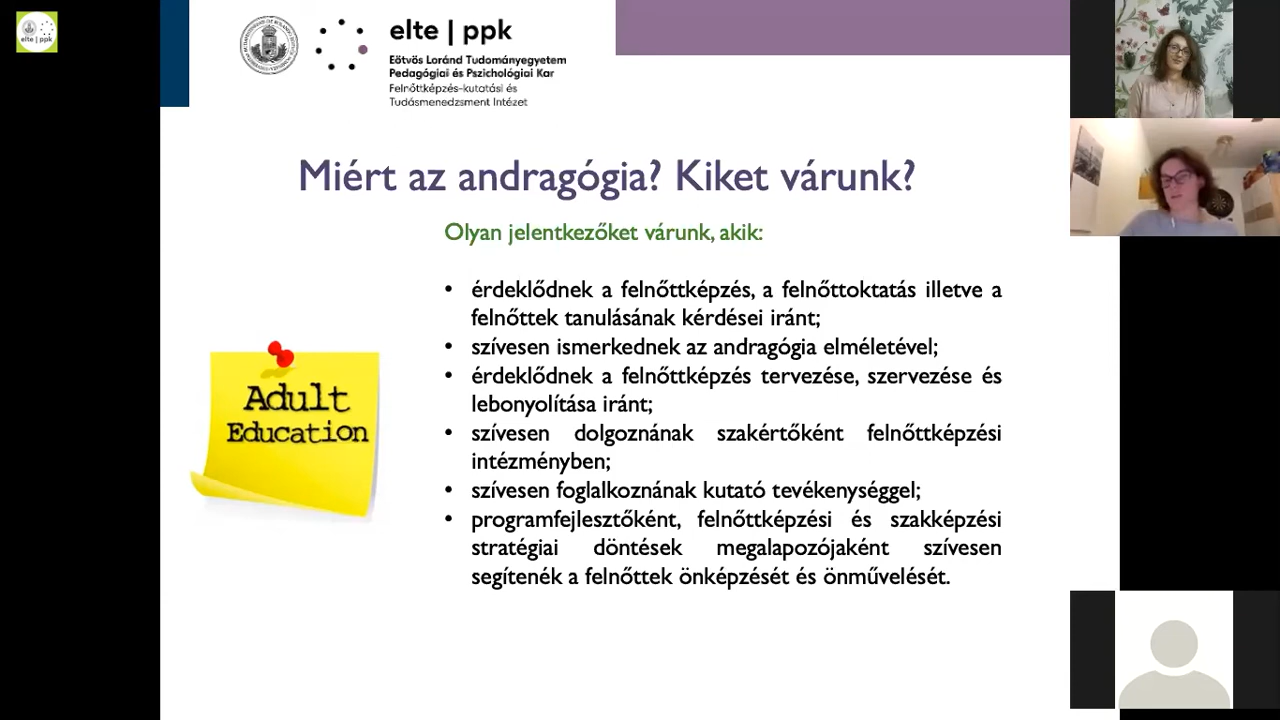 elte | ppk
elte | ppk
Eötvös Loránd Tudományegyetem
Pedagógiai és Pszichológiai Kar
Felnőttképzés-kutatási és
Tudásmenedzsment Intézet
Miért az andragógia? Kiket várunk?
Olyan jelentkezőket várunk, akik:
• érdeklődnek a felnőttképzés, a felnőttoktatás illetve a
felnőttek tanulásának kérdései iránt;
• szívesen ismerkednek az andragógia elméletével;
• érdeklődnek a felnőttképzés tervezése, szervezése és
lebonyolítása iránt;
• szívesen dolgoznának szakértőként felnőttképzési
intézményben;
• szívesen foglalkoznának kutató tevékenységgel;
• programfejlesztőként, felnőttképzési és szakképzési
stratégiai döntések megalapozójaként szívesen
segítenék a felnőttek önképzését és önművelését.
Adult
Education